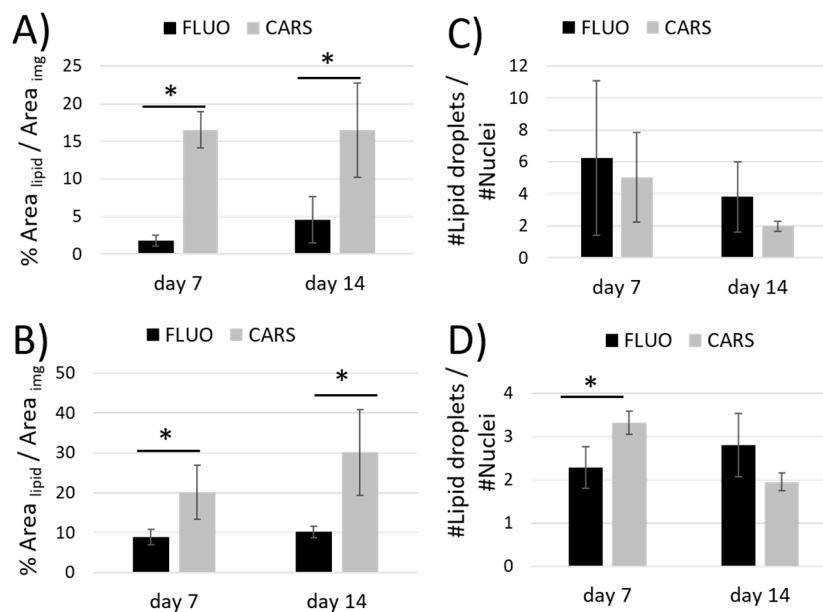 A)
FLUO CARS
% Area lipid / Area img
25
20
15
10
5
0
*
*
day 7 day 14
C)
FLUO CARS
#Lipid droplets /
#Nuclei
12
10
8
6
4
2
0
day 7 day 14
B)
FLUO CARS
% Area lipid / Area img
50
40
30
20
10
0
*
*
day 7 day 14
D)
FLUO CARS
#Lipid droplets /
#Nuclei
4
3
2
1
0
*
day 7 day 14